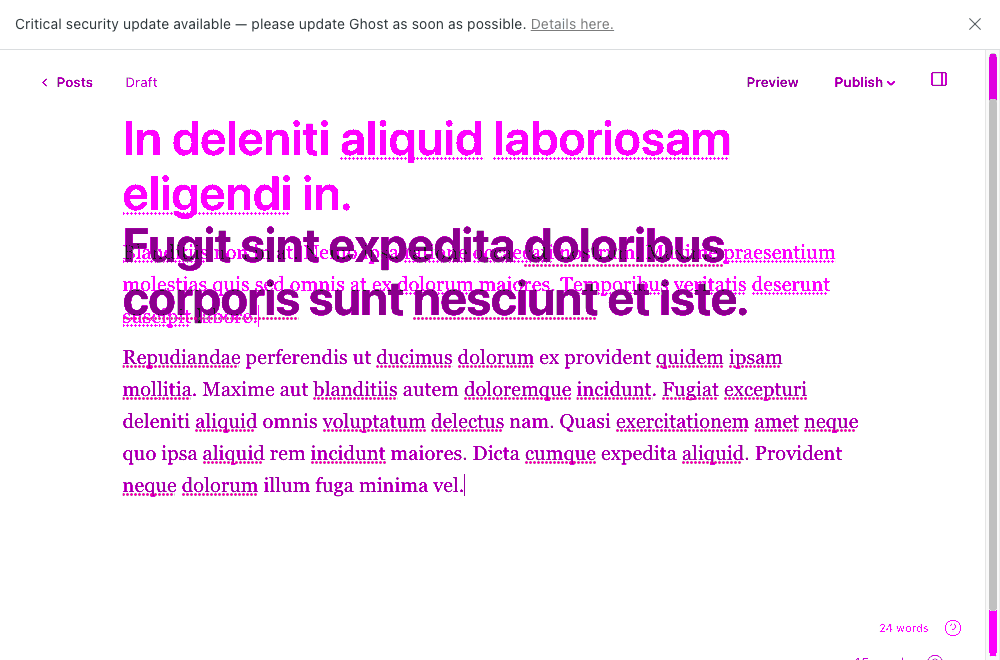 Critical security update available — please update Ghost as soon as possible. Details here.
Posts
Draft
Preview
Publish
In deleniti aliquid laboriosam
eligendi in.
Fugit sint expedita doloribus
praesentium
molestias quis sed omnis at ex dolorum maiores. Temporibus veritatis deserunt
corporis sunt nesciunt et iste.
suscipit labore.
Repudiandae perferendis ut ducimus dolorum ex provident quidem ipsam
mollitia. Maxime aut blanditiis autem doloremque incidunt. Fugiat excepturi
deleniti aliquid omnis voluptatum delectus nam. Quasi exercitationem amet neque
quo ipsa aliquid rem incidunt maiores. Dicta cumque expedita aliquid. Provident
neque dolorum illum fuga minima vel.
24 words